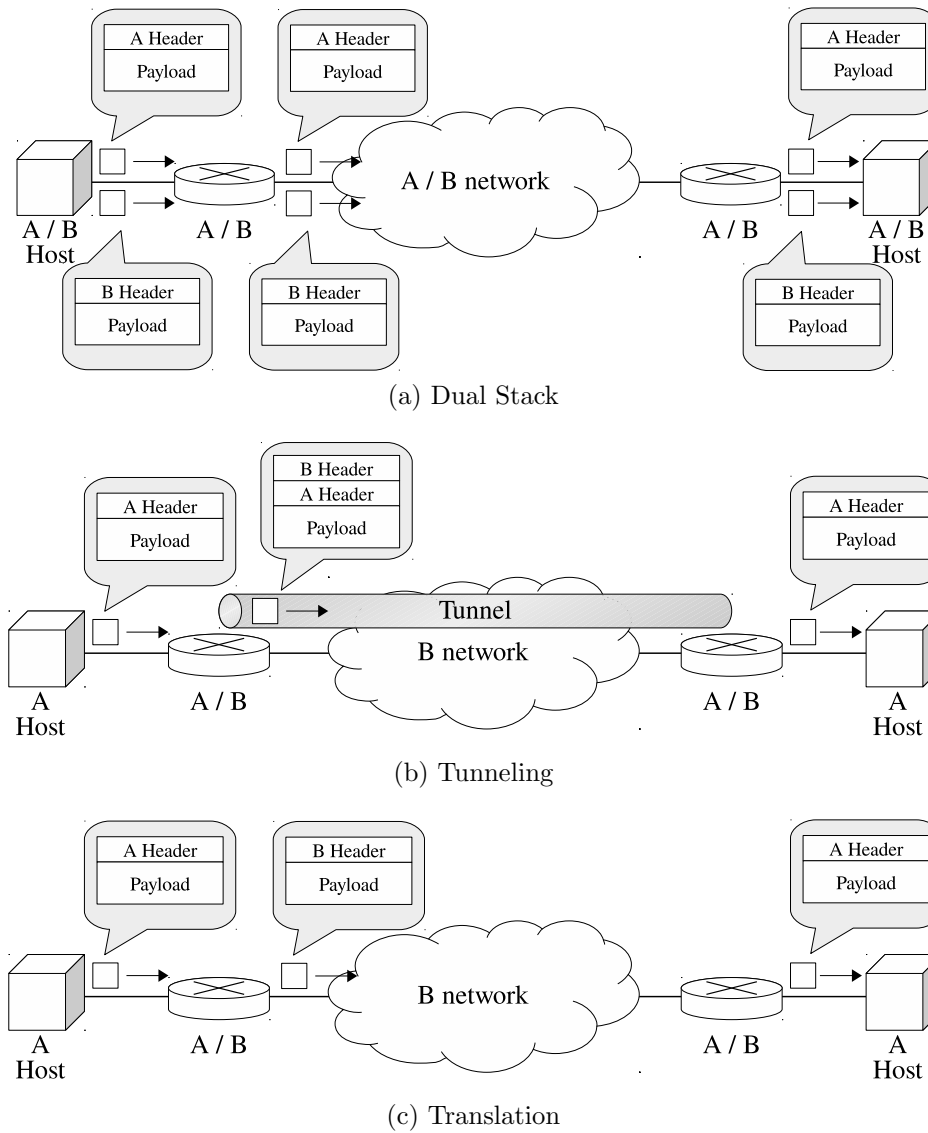 A Header
Payload
A Header
Payload
A Header
Payload
A / B network
A / B
Host
A / B
A / B
A / B
Host
B Header
Payload
B Header
Payload
B Header
Payload
(a) Dual Stack
B Header
A Header
Payload
A Header
Payload
A Header
Payload
Tunnel
B network
A
Host
A / B
A / B
A
Host
(b) Tunneling
A Header
Payload
B Header
Payload
A Header
Payload
B network
A
Host
A / B
A / B
A
Host
(c) Translation